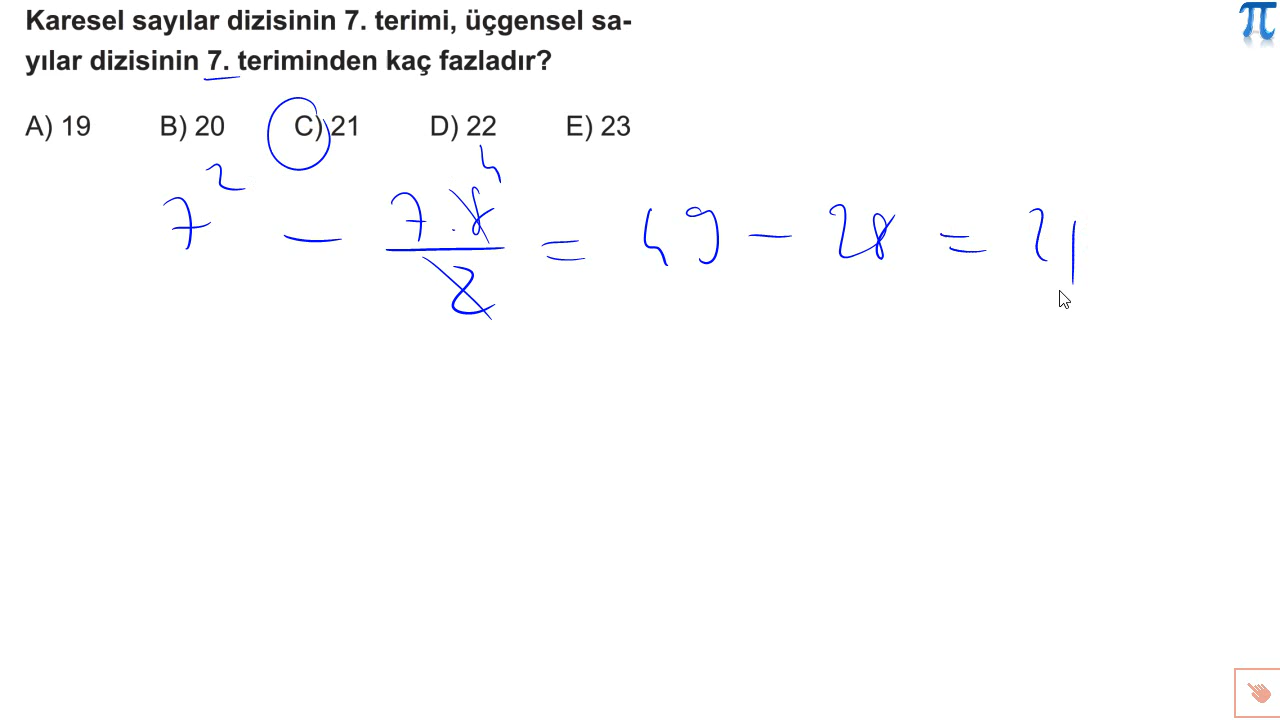 Karesel sayılar dizisinin 7. terimi, üçgensel sa-
yılar dizisinin 7. teriminden kaç fazladır?
A) 19 B) 20 C) 21 D) 22 E) 23
7² - 7.8/2 = 49 - 28 = 21
4
π